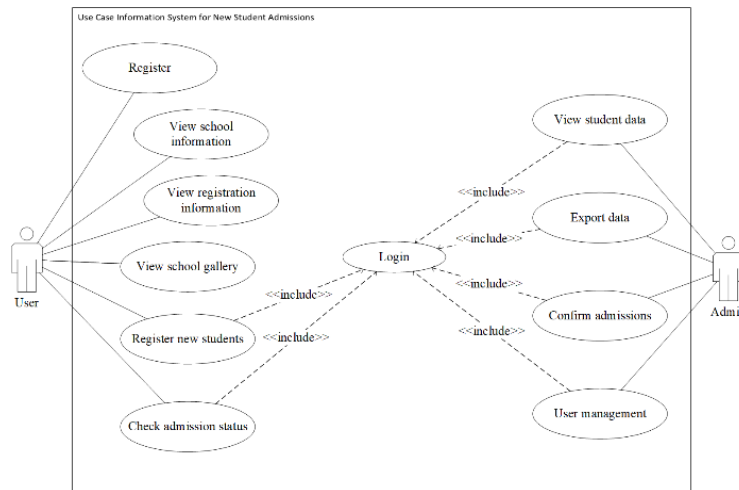 Use Case Information System for New Student Admissions
Register
View school
information
View registration
information
View school gallery
Register new students
Check admission status
User
Login
<<include>>
<<include>>
<<include>>
<<include>>
<<include>>
<<include>>
View student data
Export data
Confirm admissions
User management
Admi